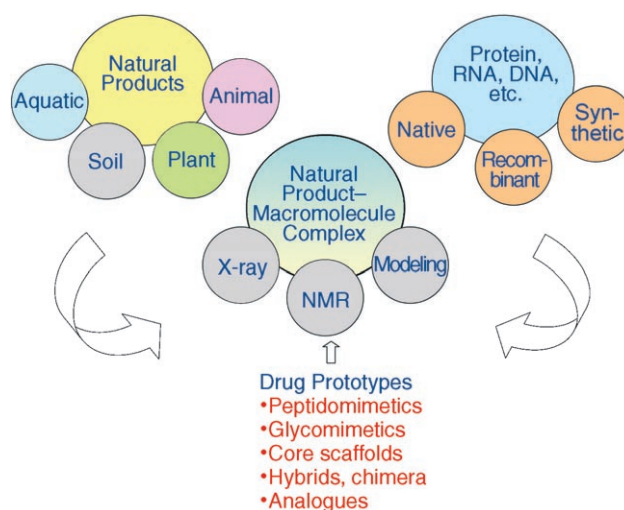 Natural
Products
Aquatic
Animal
Soil
Plant
Protein,
RNA, DNA,
etc.
Native
Recom-
binant
Syn-
thetic
Natural
Product–
Macromolecule
Complex
X-ray
NMR
Modeling
Drug Prototypes
•Peptidomimetics
•Glycomimetics
•Core scaffolds
•Hybrids, chimera
•Analogues